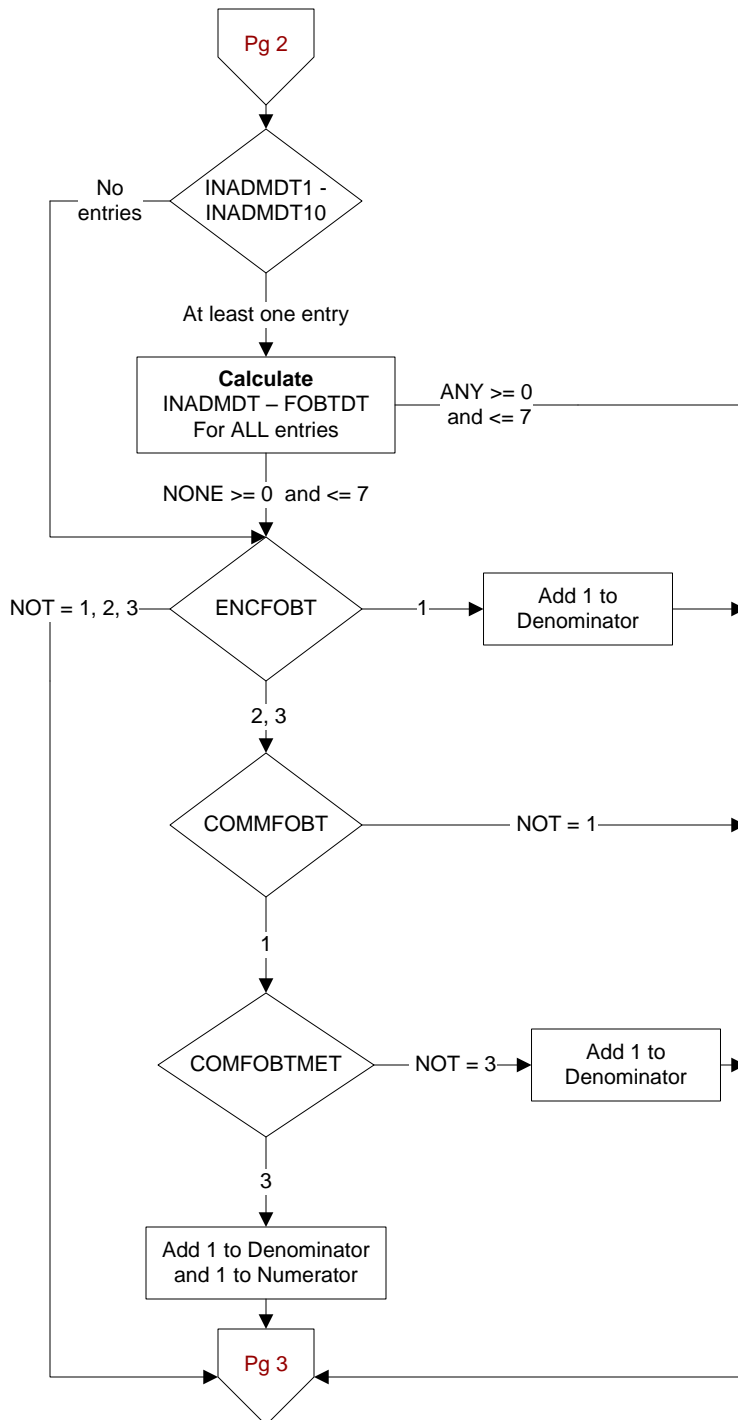 Pg 2
INADMDT1 -
INADMDT10
No
entries
At least one entry
Calculate
INADMDT – FOBTDT
For ALL entries
ANY >= 0
and <= 7
NONE >= 0 and <= 7
ENCFOBT
NOT = 1, 2, 3
1
Add 1 to
Denominator
2, 3
COMMFOBT
NOT = 1
1
COMFOBTMET
NOT = 3
Add 1 to
Denominator
3
Add 1 to Denominator
and 1 to Numerator
Pg 3